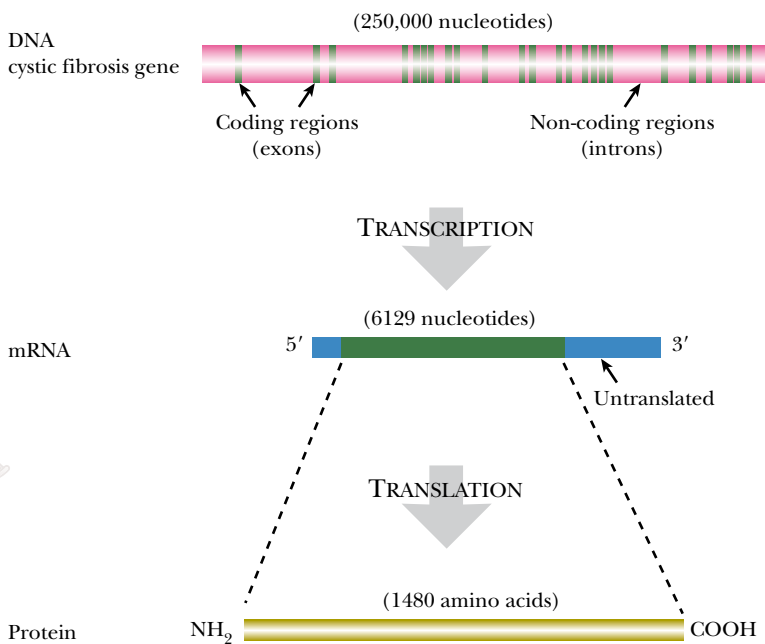 (250,000 nucleotides)
DNA
cystic fibrosis gene
Coding regions
(exons)
Non-coding regions
(introns)
TRANSCRIPTION
(6129 nucleotides)
mRNA
5′
3′
Untranslated
TRANSLATION
(1480 amino acids)
Protein
NH₂
COOH